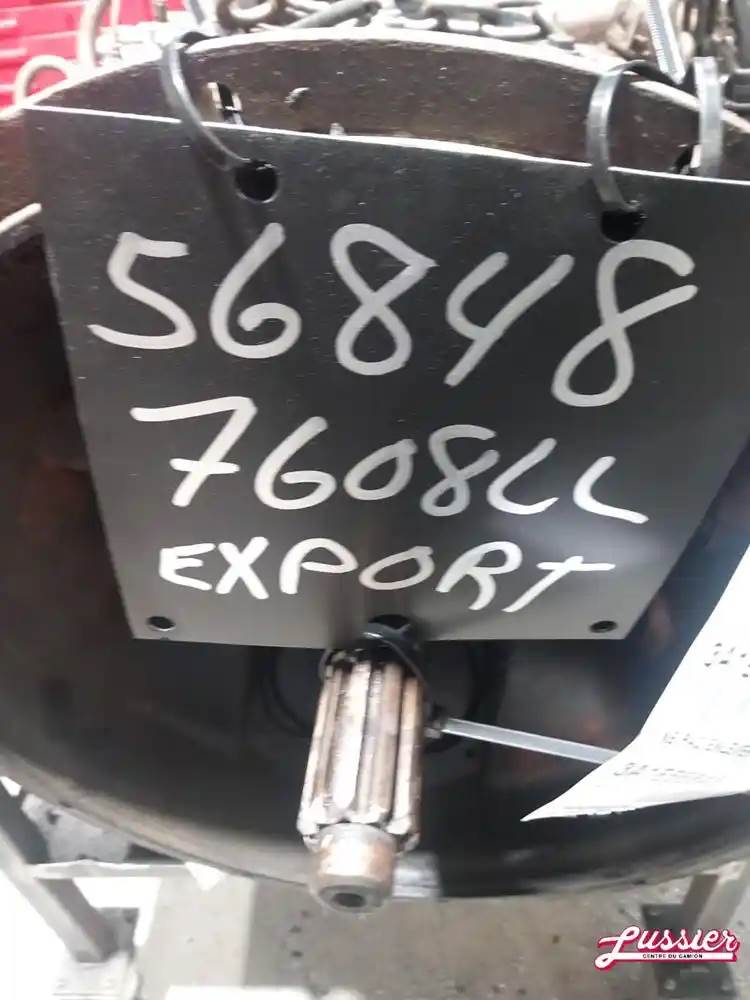 56848
7608LL
EXPORT
Lussier
CENTRE DU CAMION